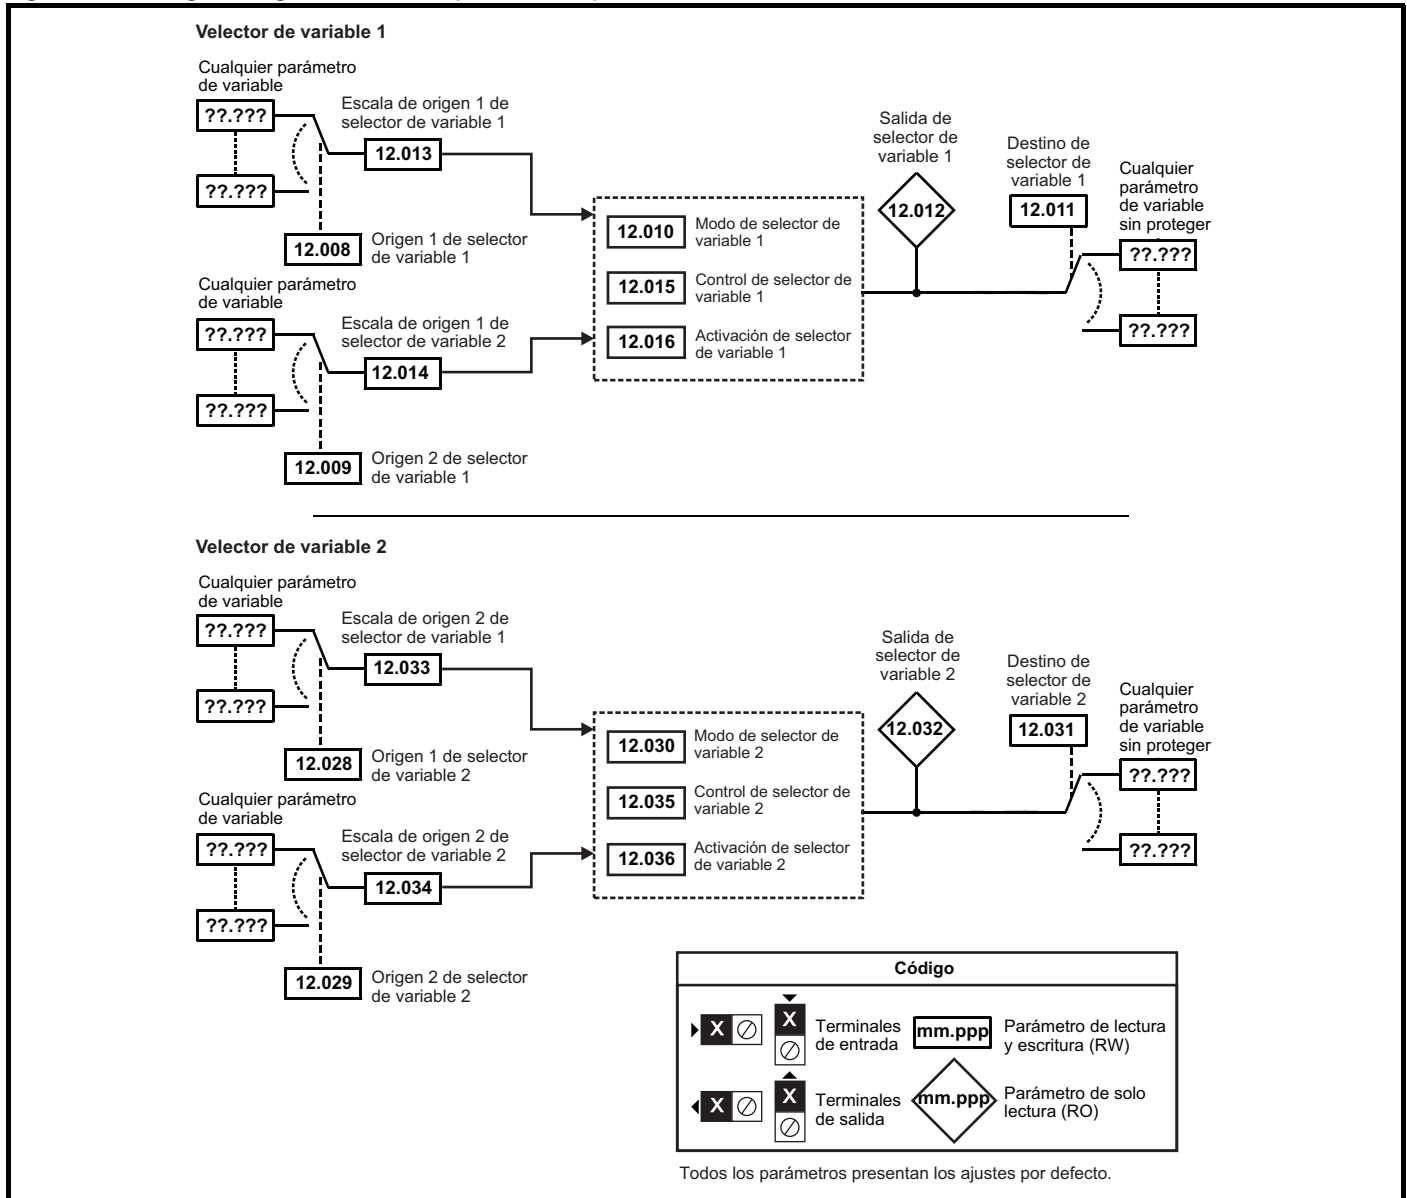 Velector de variable 1
Cualquier parámetro
de variable
??.???
??.???
Escala de origen 1 de
selector de variable 1
12.013
12.008
Origen 1 de selector
de variable 1
Cualquier parámetro
de variable
??.???
??.???
Escala de origen 1 de
selector de variable 2
12.014
12.009
Origen 2 de selector
de variable 1
12.010
Modo de selector de
variable 1
12.015
Control de selector de
variable 1
12.016
Activación de selector
de variable 1
Salida de
selector de
variable 1
12.012
Destino de
selector de
variable 1
12.011
Cualquier
parámetro
de variable
sin proteger
??.???
??.???
Velector de variable 2
Cualquier parámetro
de variable
??.???
??.???
Escala de origen 2 de
selector de variable 1
12.033
12.028
Origen 1 de selector
de variable 2
Cualquier parámetro
de variable
??.???
??.???
Escala de origen 2 de
selector de variable 2
12.034
12.029
Origen 2 de selector
de variable 2
12.030
Modo de selector de
variable 2
12.035
Control de selector de
variable 2
12.036
Activación de selector
de variable 2
Salida de
selector de
variable 2
12.032
Destino de
selector de
variable 2
12.031
Cualquier
parámetro
de variable
sin proteger
??.???
??.???
Código
X
X
Terminales
de entrada
mm.ppp
Parámetro de lectura
y escritura (RW)
X
X
Terminales
de salida
mm.ppp
Parámetro de solo
lectura (RO)
Todos los parámetros presentan los ajustes por defecto.